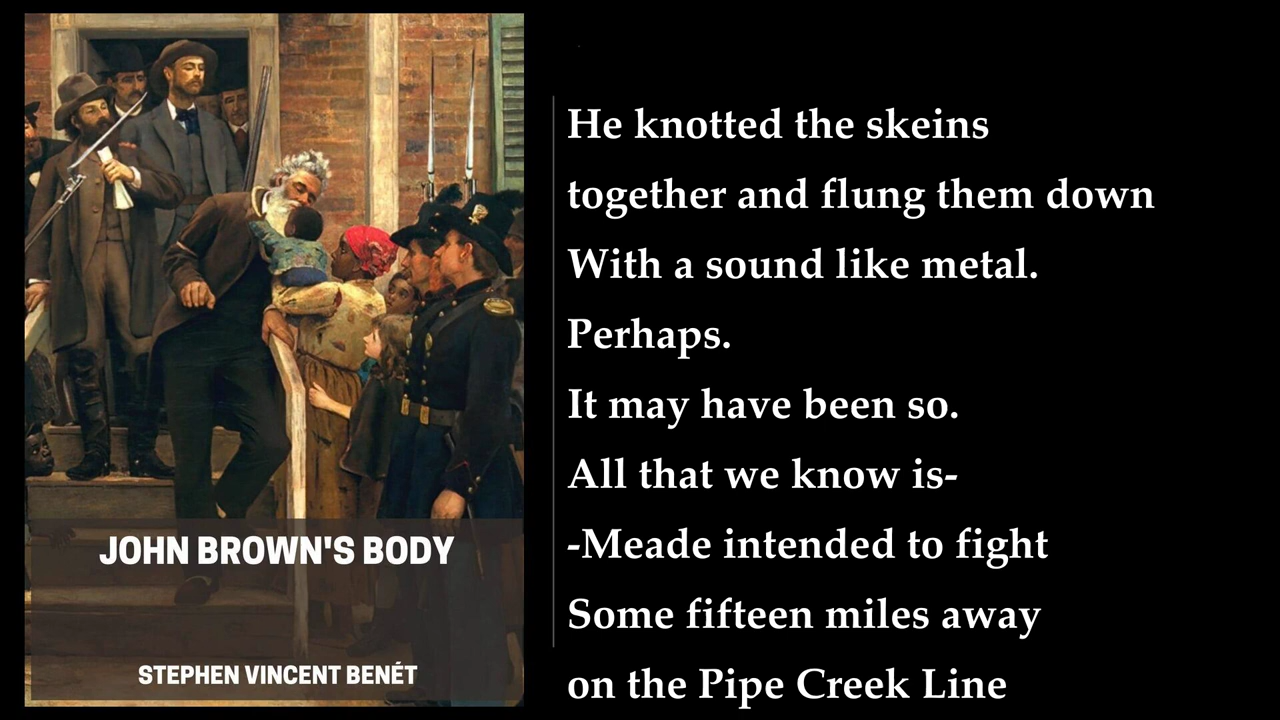 JOHN BROWN'S BODY
STEPHEN VINCENT BENÉT
He knotted the skeins
together and flung them down
With a sound like metal.
Perhaps.
It may have been so.
All that we know is-
-Meade intended to fight
Some fifteen miles away
on the Pipe Creek Line